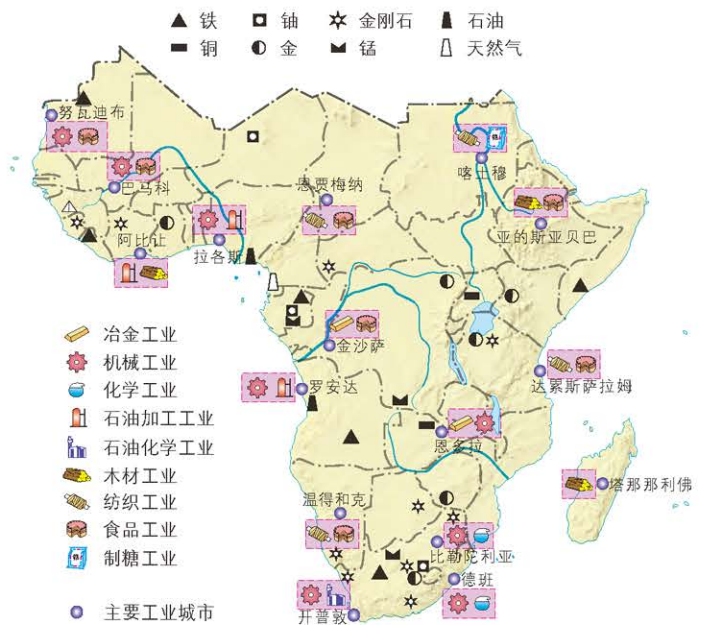 铁 铀 金刚石 石油
铜 金 锰 天然气
努瓦迪布
巴马科
喀土穆
恩贾梅纳
阿比让
拉各斯
亚的斯亚贝巴
冶金工业
金沙萨
机械工业
化学工业
罗安达
达累斯萨拉姆
石油加工工业
石油化学工业
恩多拉
木材工业
塔那那利佛
纺织工业
温得和克
食品工业
制糖工业
比勒陀利亚
德班
主要工业城市
开普敦